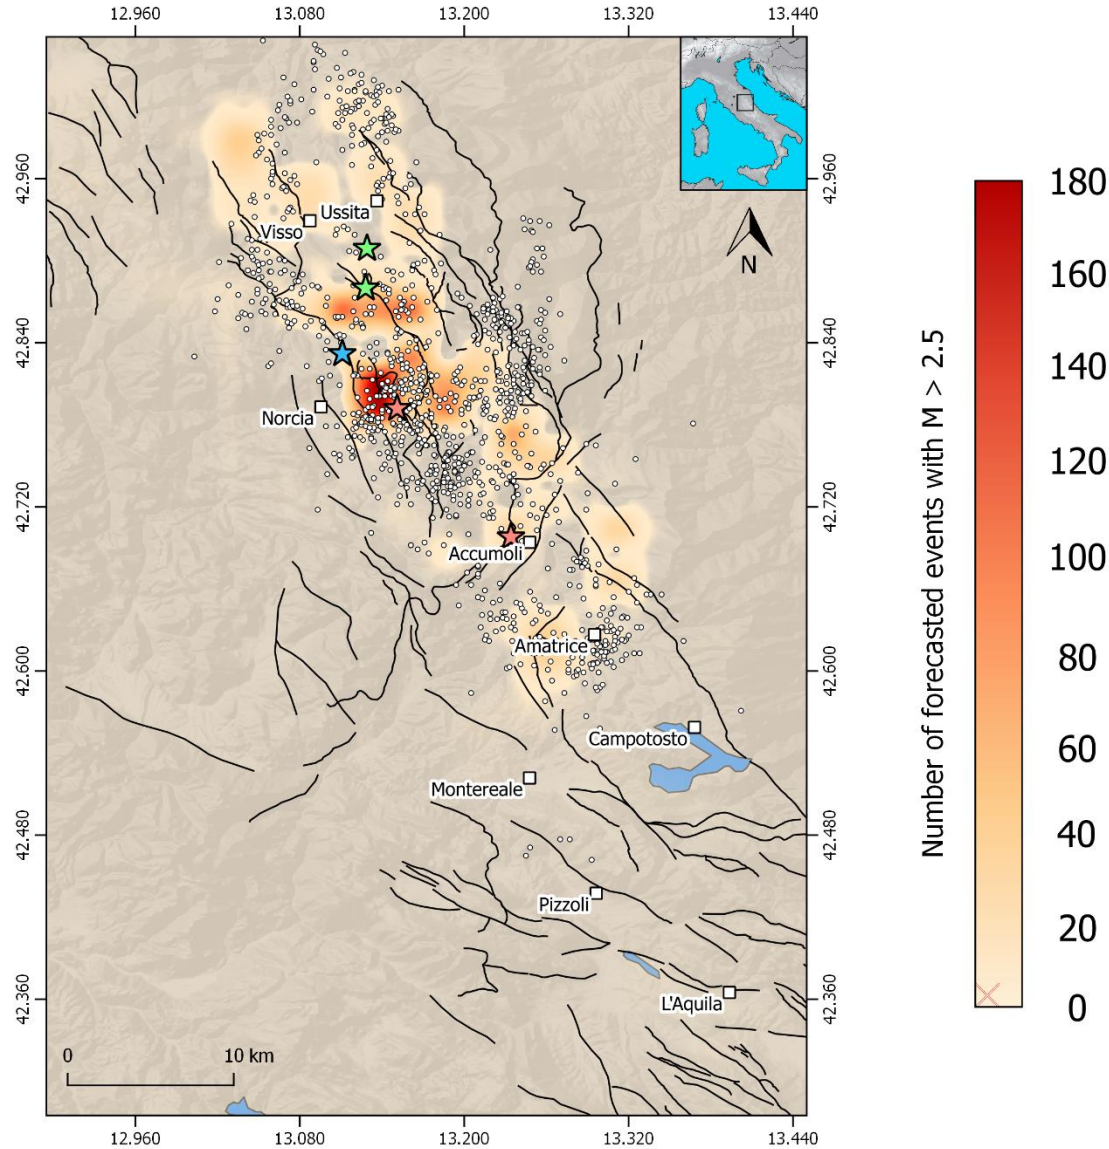 12.960 13.080 13.200 13.320 13.440
42.960
42.840
42.720
42.600
42.480
42.360
Ussita
Visso
N
Norcia
Accumoli
Amatrice
Campotosto
Montereale
Pizzoli
L'Aquila
0 10 km
12.960 13.080 13.200 13.320 13.440
42.960
42.840
42.720
42.600
42.480
42.360
Number of forecasted events with M > 2.5
180
160
140
120
100
80
60
40
20
0